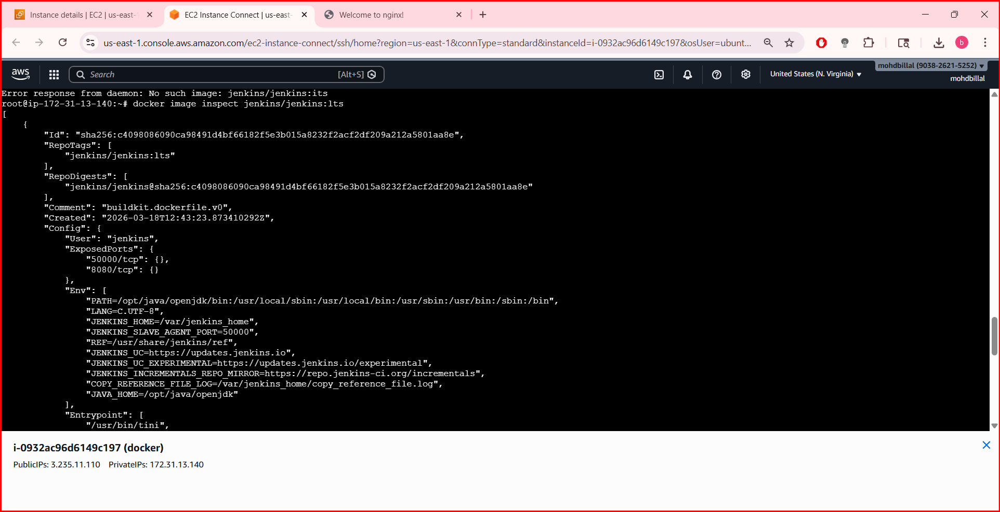 Instance details | EC2 | us-east-
EC2 Instance Connect | us-east-
Welcome to nginx!
us-east-1.console.aws.amazon.com/ec2-instance-connect/ssh/home?region=us-east-1&connType=standard&instanceId=i-0932ac96d6149c197&osUser=ubunt...
b
aws
Search
[Alt+S]
United States (N. Virginia)
mohdbillal (9038-2621-5252)
mohdbillal
Error response from daemon: No such image: jenkins/jenkins:its
root@ip-172-31-13-140:~# docker image inspect jenkins/jenkins:lts
[
    {
        "Id": "sha256:c4098086090ca98491d4bf66182f5e3b015a8232f2acf2df209a212a5801aa8e",
        "RepoTags": [
            "jenkins/jenkins:lts"
        ],
        "RepoDigests": [
            "jenkins/jenkins@sha256:c4098086090ca98491d4bf66182f5e3b015a8232f2acf2df209a212a5801aa8e"
        ],
        "Comment": "buildkit.dockerfile.v0",
        "Created": "2026-03-18T12:43:23.873410292Z",
        "Config": {
            "User": "jenkins",
            "ExposedPorts": {
                "50000/tcp": {},
                "8080/tcp": {}
            },
            "Env": [
                "PATH=/opt/java/openjdk/bin:/usr/local/sbin:/usr/local/bin:/usr/sbin:/usr/bin:/sbin:/bin",
                "LANG=C.UTF-8",
                "JENKINS_HOME=/var/jenkins_home",
                "JENKINS_SLAVE_AGENT_PORT=50000",
                "REF=/usr/share/jenkins/ref",
                "JENKINS_UC=https://updates.jenkins.io",
                "JENKINS_UC_EXPERIMENTAL=https://updates.jenkins.io/experimental",
                "JENKINS_INCREMENTALS_REPO_MIRROR=https://repo.jenkins-ci.org/incrementals",
                "COPY_REFERENCE_FILE_LOG=/var/jenkins_home/copy_reference_file.log",
                "JAVA_HOME=/opt/java/openjdk"
            ],
            "Entrypoint": [
                "/usr/bin/tini",
i-0932ac96d6149c197 (docker)
PublicIPs: 3.235.11.110 PrivateIPs: 172.31.13.140